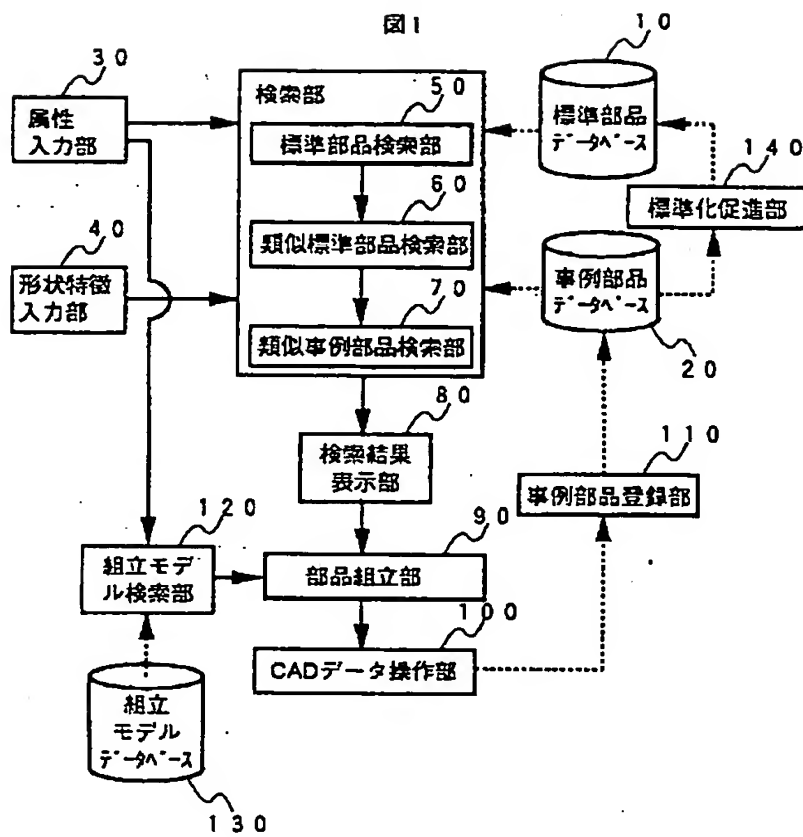 図1
10
30
50
検索部
属性
入力部
標準部品検索部
標準部品
データベース
140
標準化促進部
60
40
類似標準部品検索部
形状特徴
入力部
事例部品
データベース
70
類似事例部品検索部
20
80
検索結果
表示部
110
事例部品登録部
120
90
組立モデ
ル検索部
部品組立部
100
CADデータ操作部
組立
モデル
データベース
130